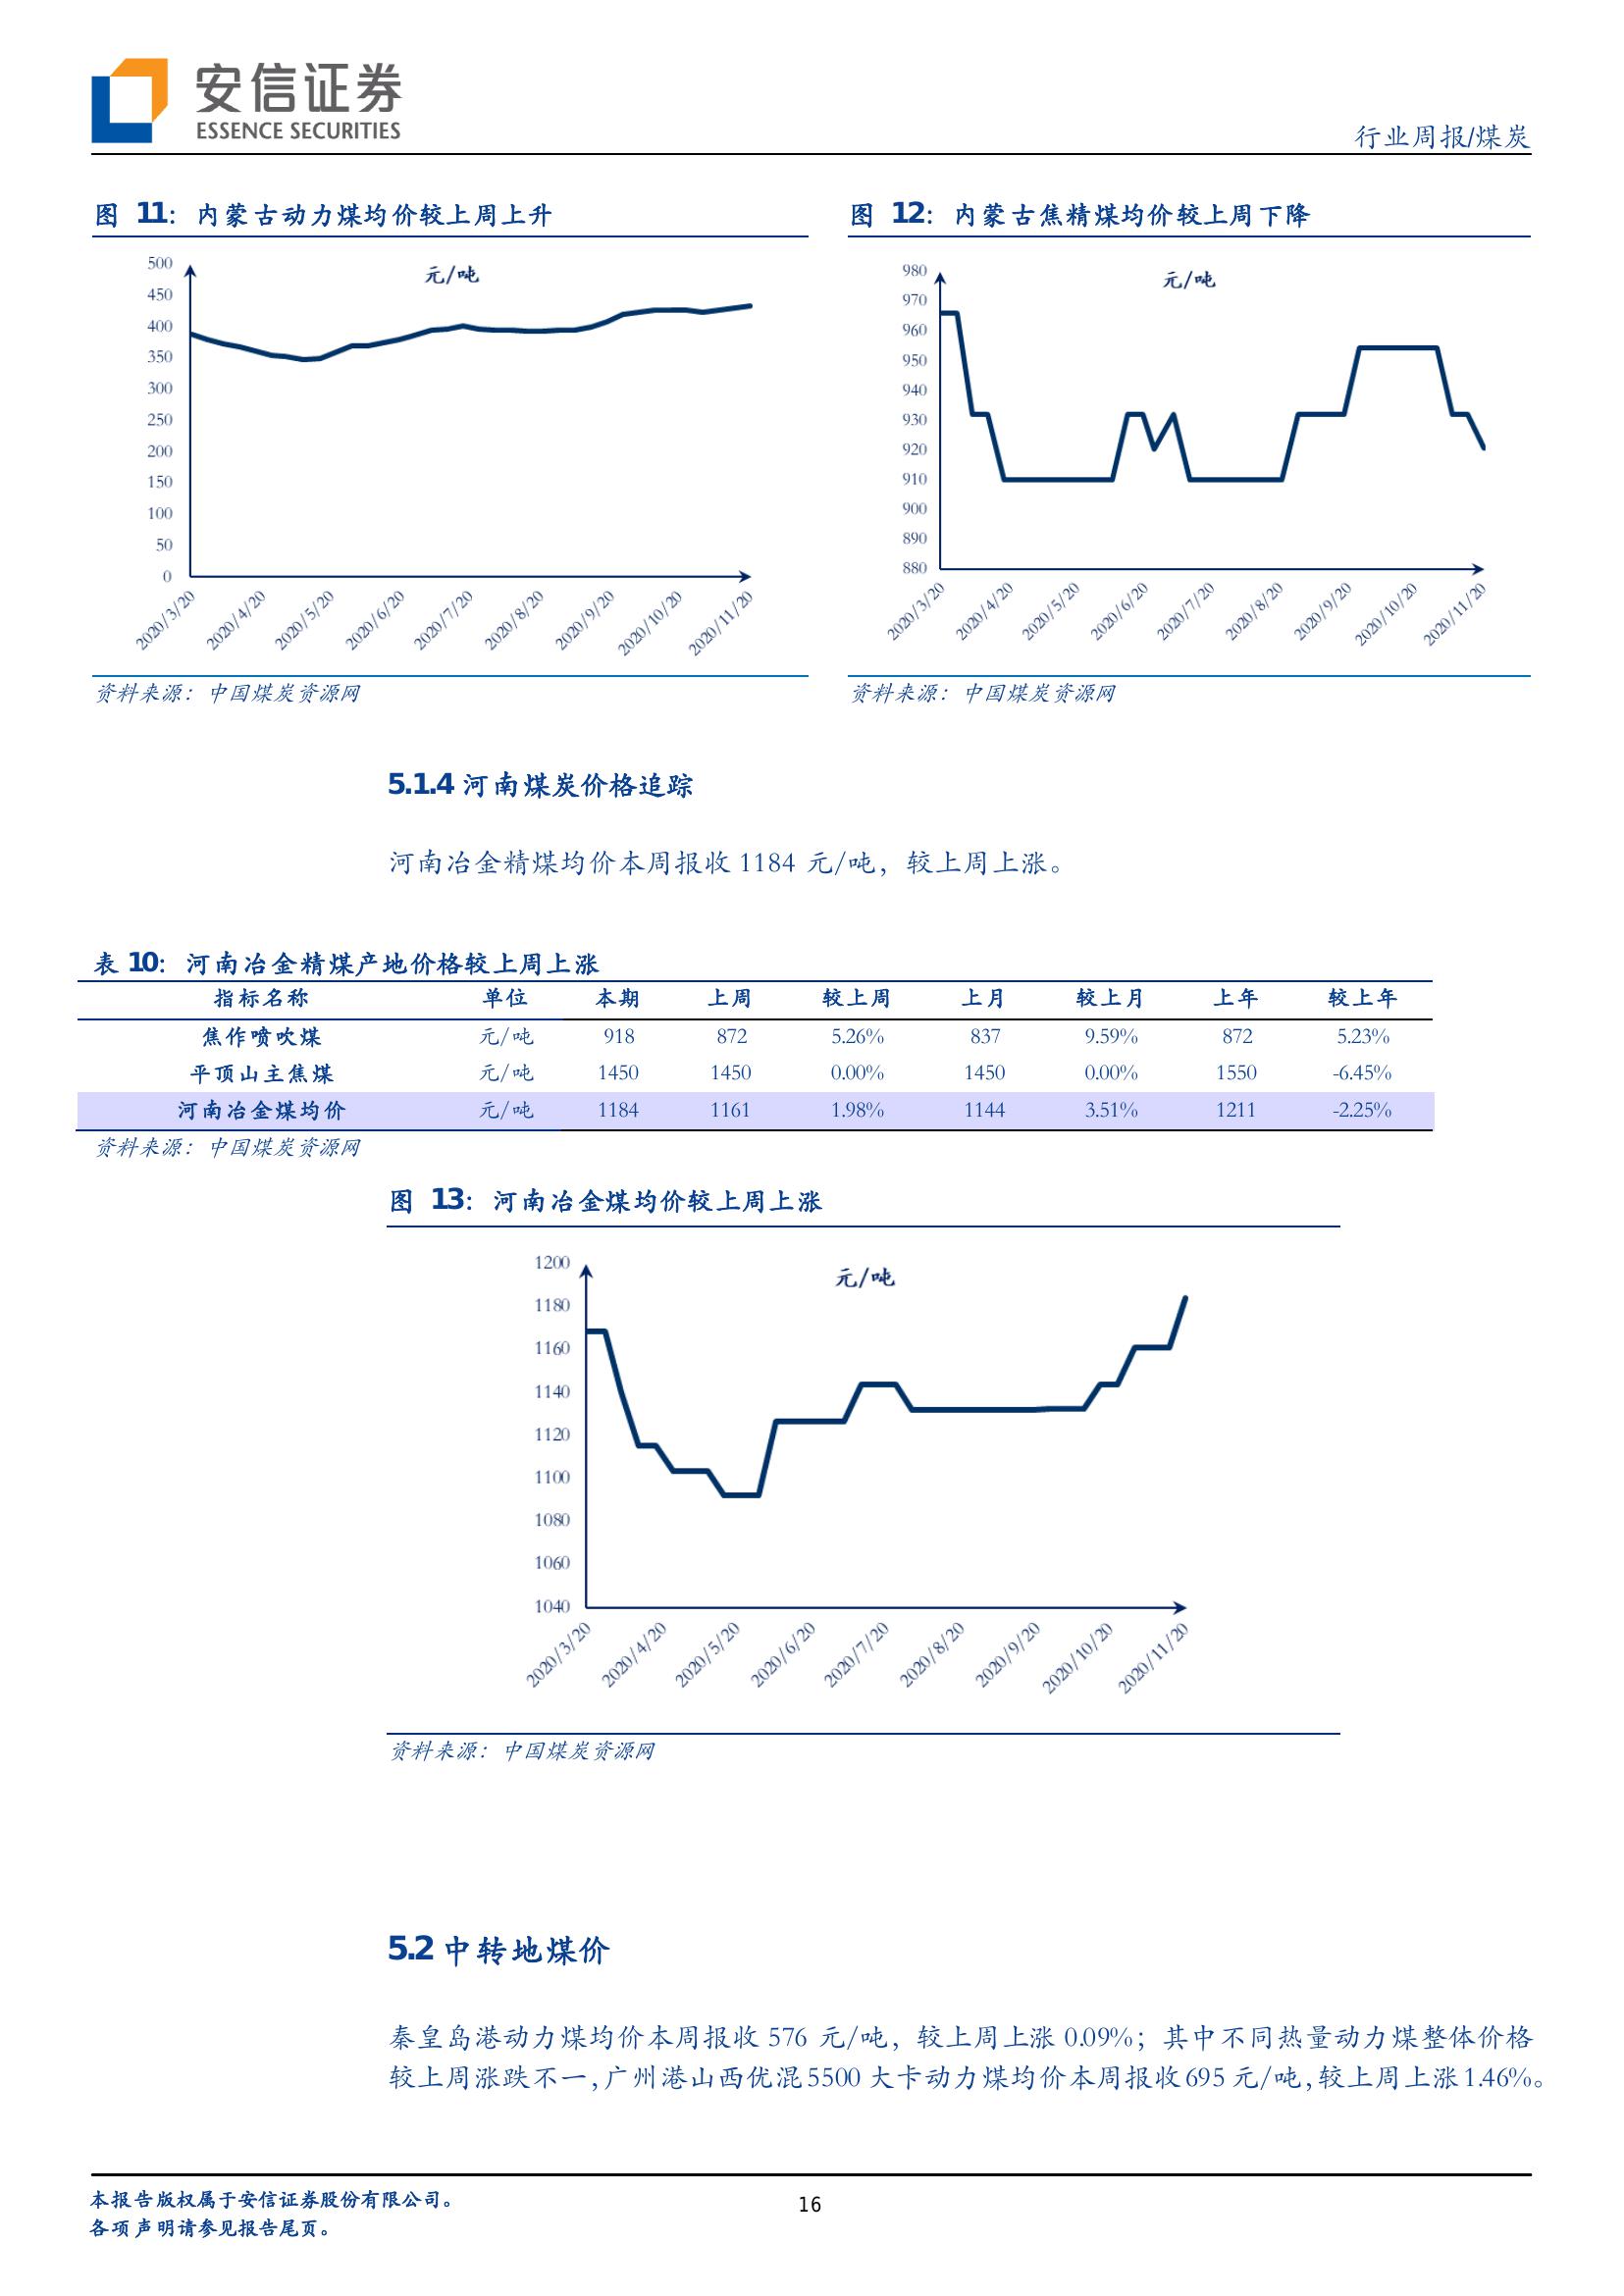 安信证券
ESSENCE SECURITIES
行业周报/煤炭
图 11：内蒙古动力煤均价较上周上升
元/吨
500
450
400
350
300
250
200
150
100
50
0
2020/3/20
2020/4/20
2020/5/20
2020/6/20
2020/7/20
2020/8/20
2020/9/20
2020/10/20
2020/11/20
资料来源：中国煤炭资源网
图 12：内蒙古焦精煤均价较上周下降
元/吨
980
970
960
950
940
930
920
910
900
890
880
2020/3/20
2020/4/20
2020/5/20
2020/6/20
2020/7/20
2020/8/20
2020/9/20
2020/10/20
2020/11/20
资料来源：中国煤炭资源网
5.1.4 河南煤炭价格追踪
河南冶金精煤均价本周报收 1184 元/吨，较上周上涨。
表 10：河南冶金精煤产地价格较上周上涨
指标名称 单位 本期 上周 较上周 上月 较上月 上年 较上年
焦作喷吹煤 元/吨 918 872 5.26% 837 9.59% 872 5.23%
平顶山主焦煤 元/吨 1450 1450 0.00% 1450 0.00% 1550 -6.45%
河南冶金煤均价 元/吨 1184 1161 1.98% 1144 3.51% 1211 -2.25%
资料来源：中国煤炭资源网
图 13：河南冶金煤均价较上周上涨
元/吨
1200
1180
1160
1140
1120
1100
1080
1060
1040
2020/3/20
2020/4/20
2020/5/20
2020/6/20
2020/7/20
2020/8/20
2020/9/20
2020/10/20
2020/11/20
资料来源：中国煤炭资源网
5.2 中转地煤价
秦皇岛港动力煤均价本周报收 576 元/吨，较上周上涨 0.09%；其中不同热量动力煤整体价格
较上周涨跌不一，广州港山西优混 5500 大卡动力煤均价本周报收 695 元/吨，较上周上涨 1.46%。
本报告版权属于安信证券股份有限公司。
各项声明请参见报告尾页。
16